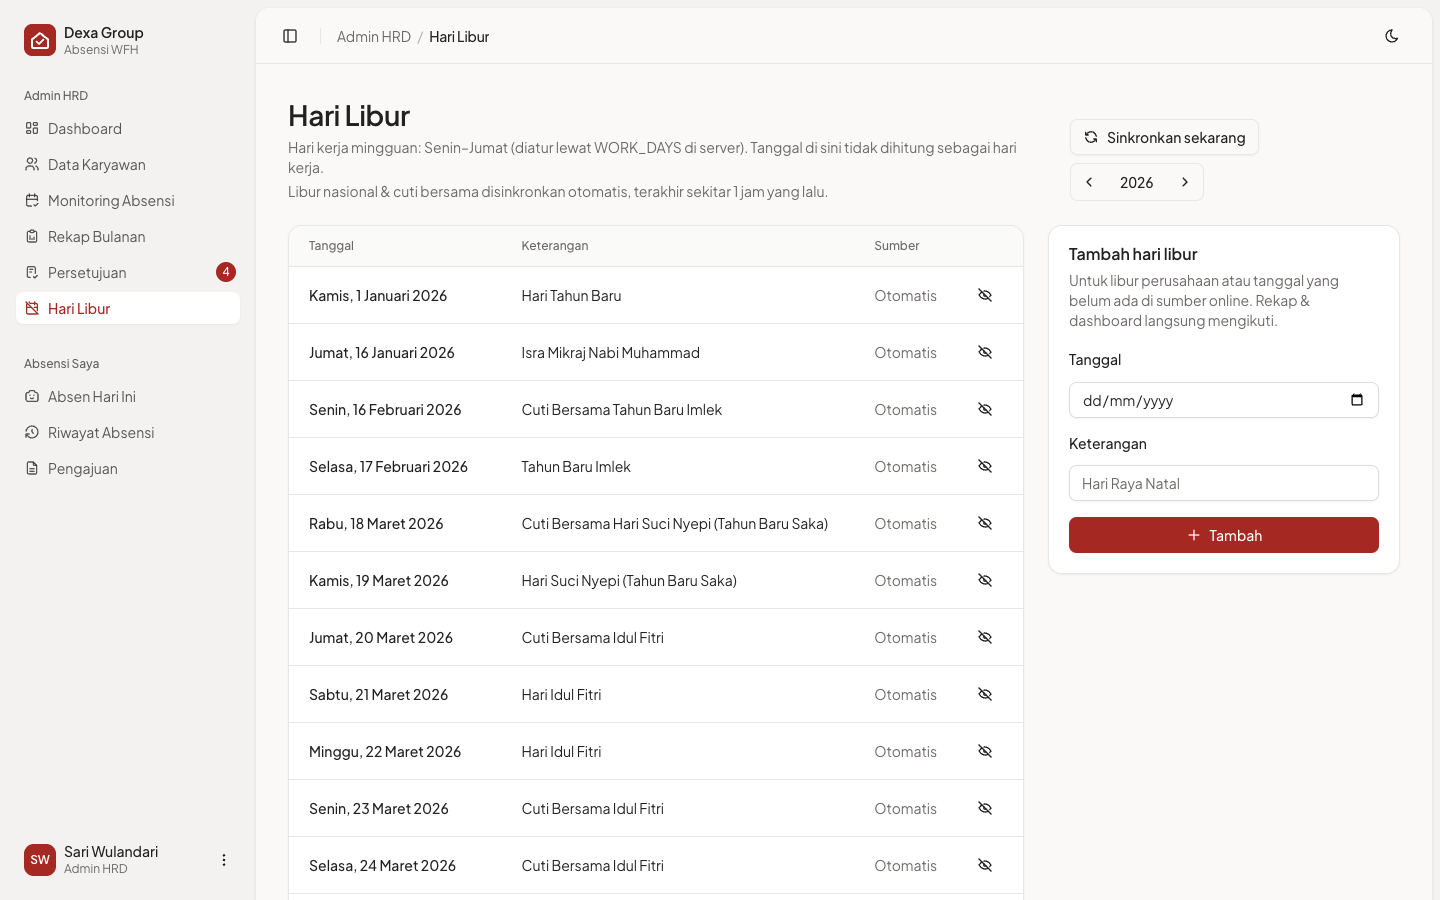 Dexa Group
Absensi WFH
Admin HRD
Dashboard
Data Karyawan
Monitoring Absensi
Rekap Bulanan
Persetujuan 4
Hari Libur
Absensi Saya
Absen Hari Ini
Riwayat Absensi
Pengajuan
SW
Sari Wulandari
Admin HRD
Admin HRD / Hari Libur
Hari Libur
Hari kerja mingguan: Senin–Jumat (diatur lewat WORK_DAYS di server). Tanggal di sini tidak dihitung sebagai hari
kerja.
Libur nasional & cuti bersama disinkronkan otomatis, terakhir sekitar 1 jam yang lalu.
Sinkronkan sekarang
2026
Tanggal Keterangan Sumber
Kamis, 1 Januari 2026 Hari Tahun Baru Otomatis
Jumat, 16 Januari 2026 Isra Mikraj Nabi Muhammad Otomatis
Senin, 16 Februari 2026 Cuti Bersama Tahun Baru Imlek Otomatis
Selasa, 17 Februari 2026 Tahun Baru Imlek Otomatis
Rabu, 18 Maret 2026 Cuti Bersama Hari Suci Nyepi (Tahun Baru Saka) Otomatis
Kamis, 19 Maret 2026 Hari Suci Nyepi (Tahun Baru Saka) Otomatis
Jumat, 20 Maret 2026 Cuti Bersama Idul Fitri Otomatis
Sabtu, 21 Maret 2026 Hari Idul Fitri Otomatis
Minggu, 22 Maret 2026 Hari Idul Fitri Otomatis
Senin, 23 Maret 2026 Cuti Bersama Idul Fitri Otomatis
Selasa, 24 Maret 2026 Cuti Bersama Idul Fitri Otomatis
Tambah hari libur
Untuk libur perusahaan atau tanggal yang
belum ada di sumber online. Rekap &
dashboard langsung mengikuti.
Tanggal
dd/mm/yyyy
Keterangan
Hari Raya Natal
Tambah